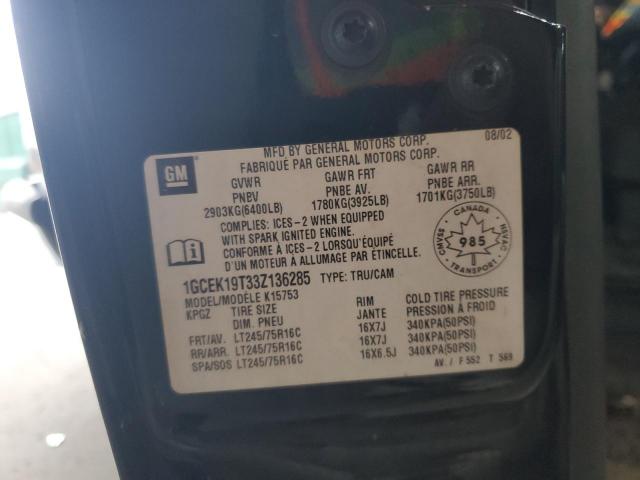 MFD BY GENERAL MOTORS CORP. 08/02
FABRIQUÉ PAR GENERAL MOTORS CORP.
GM
GVWR GAWR FRT GAWR RR
PNBV PNBE AV. PNBE ARR.
2903KG(6400LB) 1780KG(3925LB) 1701KG(3750LB)
COMPLIES: ICES-2 WHEN EQUIPPED
WITH SPARK IGNITED ENGINE.
CONFORME À: ICES-2 LORSQU'ÉQUIPÉ
D'UN MOTEUR A ALLUMAGE PAR ÉTINCELLE.
CANADA
CMVSS 985 NSVAC
TRANSPORT
1GCEK19T33Z136285 TYPE: TRU/CAM
MODEL/MODÈLE K15753
KPGZ TIRE SIZE RIM COLD TIRE PRESSURE
DIM. PNEU JANTE PRESSION À FROID
FRT/AV. LT245/75R16C 16X7J 340KPA(50PSI)
RR/ARR. LT245/75R16C 16X7J 340KPA(50PSI)
SPA/SOS LT245/75R16C 16X6.5J 340KPA(50PSI)
AV. / F 552 T 569